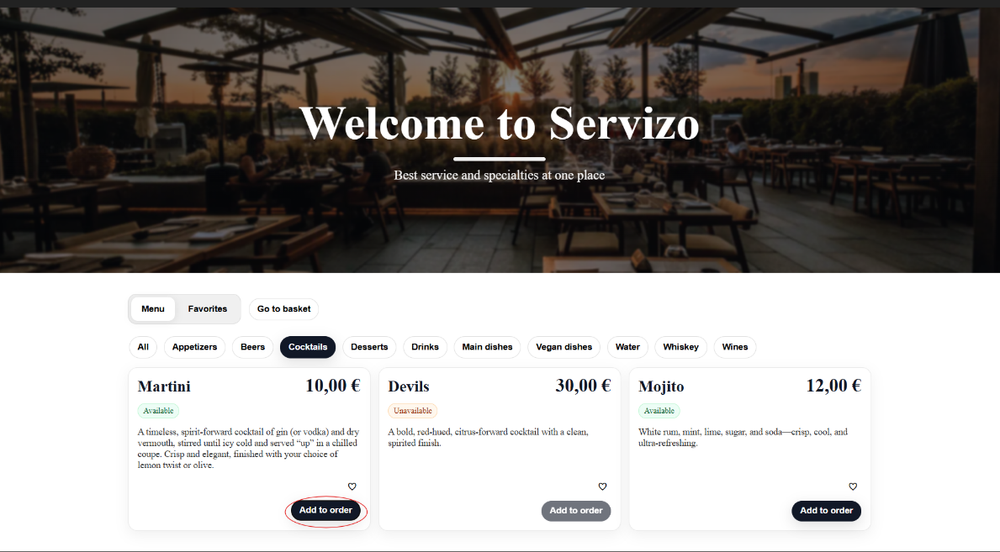 Welcome to Servizo
Best service and specialties at one place
Menu Favorites Go to basket
All Appetizers Beers Cocktails Desserts Drinks Main dishes Vegan dishes Water Whiskey Wines
Martini 10,00 €
Available
A timeless, spirit-forward cocktail of gin (or vodka) and dry
vermouth, stirred until icy cold and served “up” in a chilled
coupe. Crisp and elegant, finished with your choice of
lemon twist or olive.
Add to order
Devils 30,00 €
Unavailable
A bold, red-hued, citrus-forward cocktail with a clean,
spirited finish.
Add to order
Mojito 12,00 €
Available
White rum, mint, lime, sugar, and soda—crisp, cool, and
ultra-refreshing.
Add to order